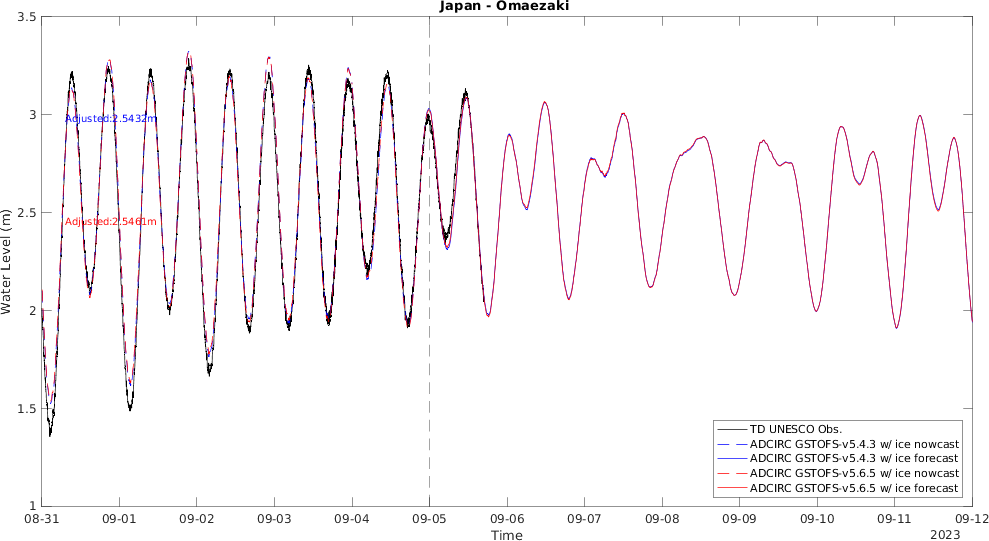 Japan - Omaezaki
3.5
3
2.5
2
1.5
1
Water Level (m)
Adjusted:2.5432m
Adjusted:2.5461m
TD UNESCO Obs.
ADCIRC GSTOFS-v5.4.3 w/ ice nowcast
ADCIRC GSTOFS-v5.4.3 w/ ice forecast
ADCIRC GSTOFS-v5.6.5 w/ ice nowcast
ADCIRC GSTOFS-v5.6.5 w/ ice forecast
08-31 09-01 09-02 09-03 09-04 09-05 09-06 09-07 09-08 09-09 09-10 09-11 09-12
Time
2023